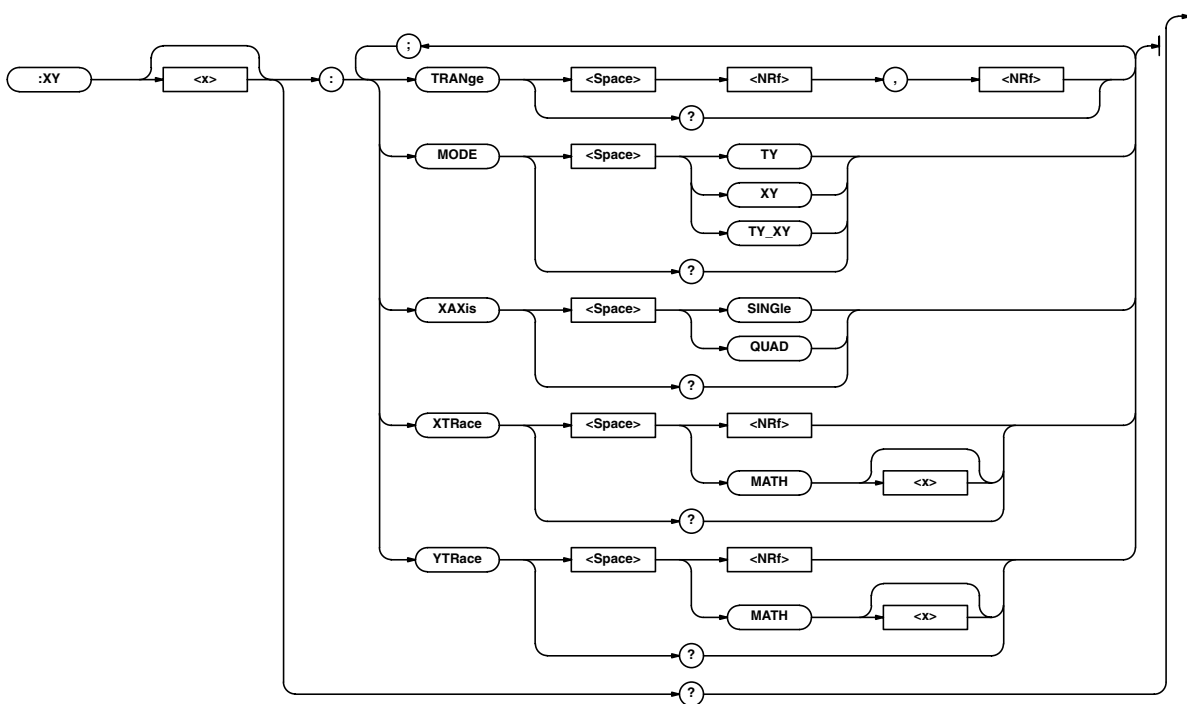 ;
:XY <x> : TRANge <Space> <NRf> , <NRf>
?
MODE <Space> TY
XY
TY_XY
?
XAXis <Space> SINGle
QUAD
?
XTRace <Space> <NRf>
MATH <x>
?
YTRace <Space> <NRf>
MATH <x>
?
?